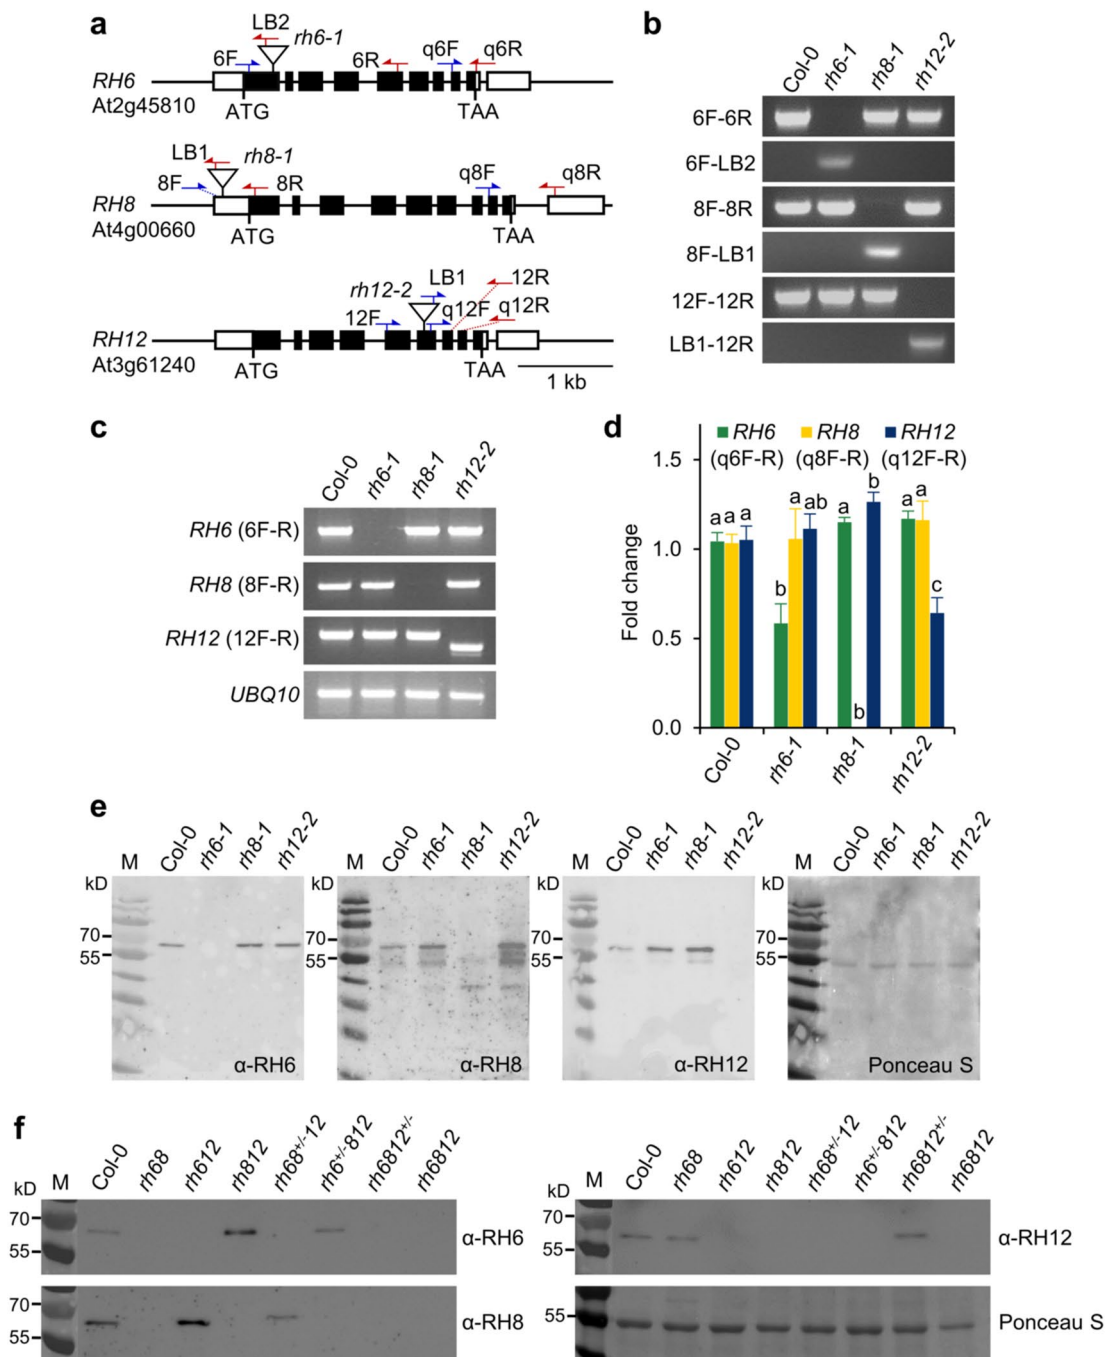 a
LB2
rh6-1
6F
6R
q6F
q6R
RH6
At2g45810
ATG
TAA
LB1
rh8-1
8F
8R
q8F
q8R
RH8
At4g00660
ATG
TAA
rh12-2
LB1
12R
12F
q12F
q12R
RH12
At3g61240
ATG
TAA
1 kb
b
Col-0 rh6-1 rh8-1 rh12-2
6F-6R
6F-LB2
8F-8R
8F-LB1
12F-12R
LB1-12R
c
Col-0 rh6-1 rh8-1 rh12-2
RH6 (6F-R)
RH8 (8F-R)
RH12 (12F-R)
UBQ10
d
RH6 RH8 RH12
(q6F-R) (q8F-R) (q12F-R)
Fold change
1.5
1.0
0.5
0.0
a a a
b a ab
a b b
a a c
Col-0 rh6-1 rh8-1 rh12-2
e
M Col-0 rh6-1 rh8-1 rh12-2
kD
70
55
α-RH6
M Col-0 rh6-1 rh8-1 rh12-2
kD
70
55
α-RH8
M Col-0 rh6-1 rh8-1 rh12-2
kD
70
55
α-RH12
M Col-0 rh6-1 rh8-1 rh12-2
kD
70
55
Ponceau S
f
M Col-0 rh68 rh612 rh812 rh68+/-12 rh6+/-812 rh6812+/- rh6812
kD
70
55
α-RH6
70
55
α-RH8
M Col-0 rh68 rh612 rh812 rh68+/-12 rh6+/-812 rh6812+/- rh6812
kD
70
55
α-RH12
55
Ponceau S